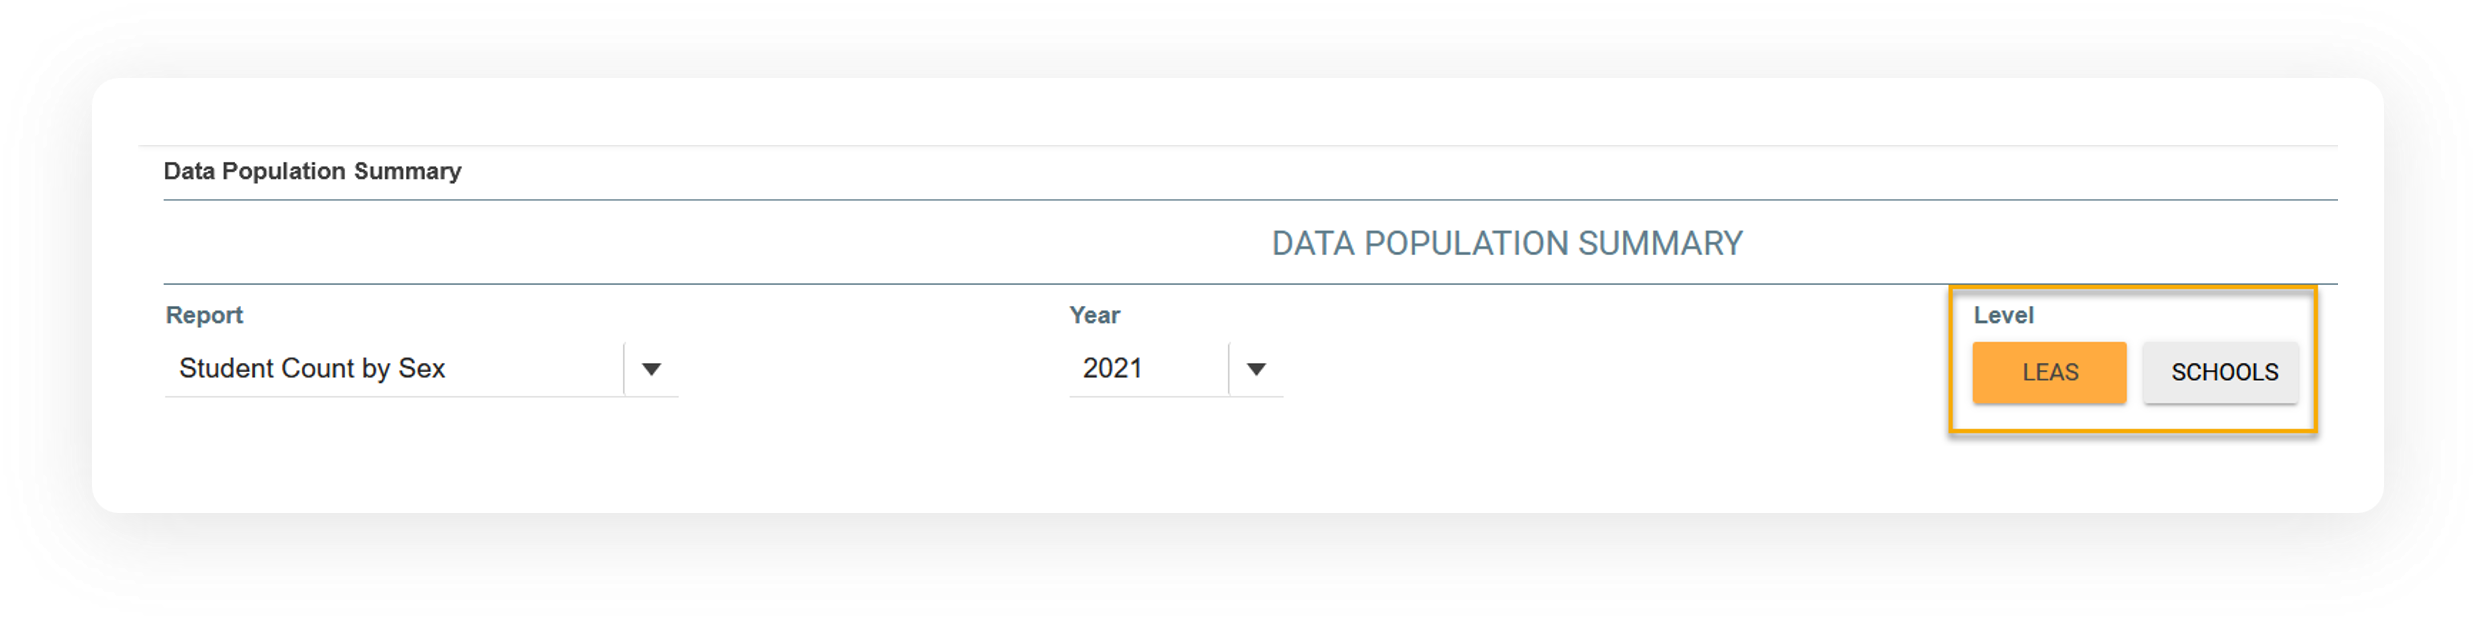 Data Population Summary
DATA POPULATION SUMMARY
Report
Year
Level
Student Count by Sex
2021
LEAS
SCHOOLS